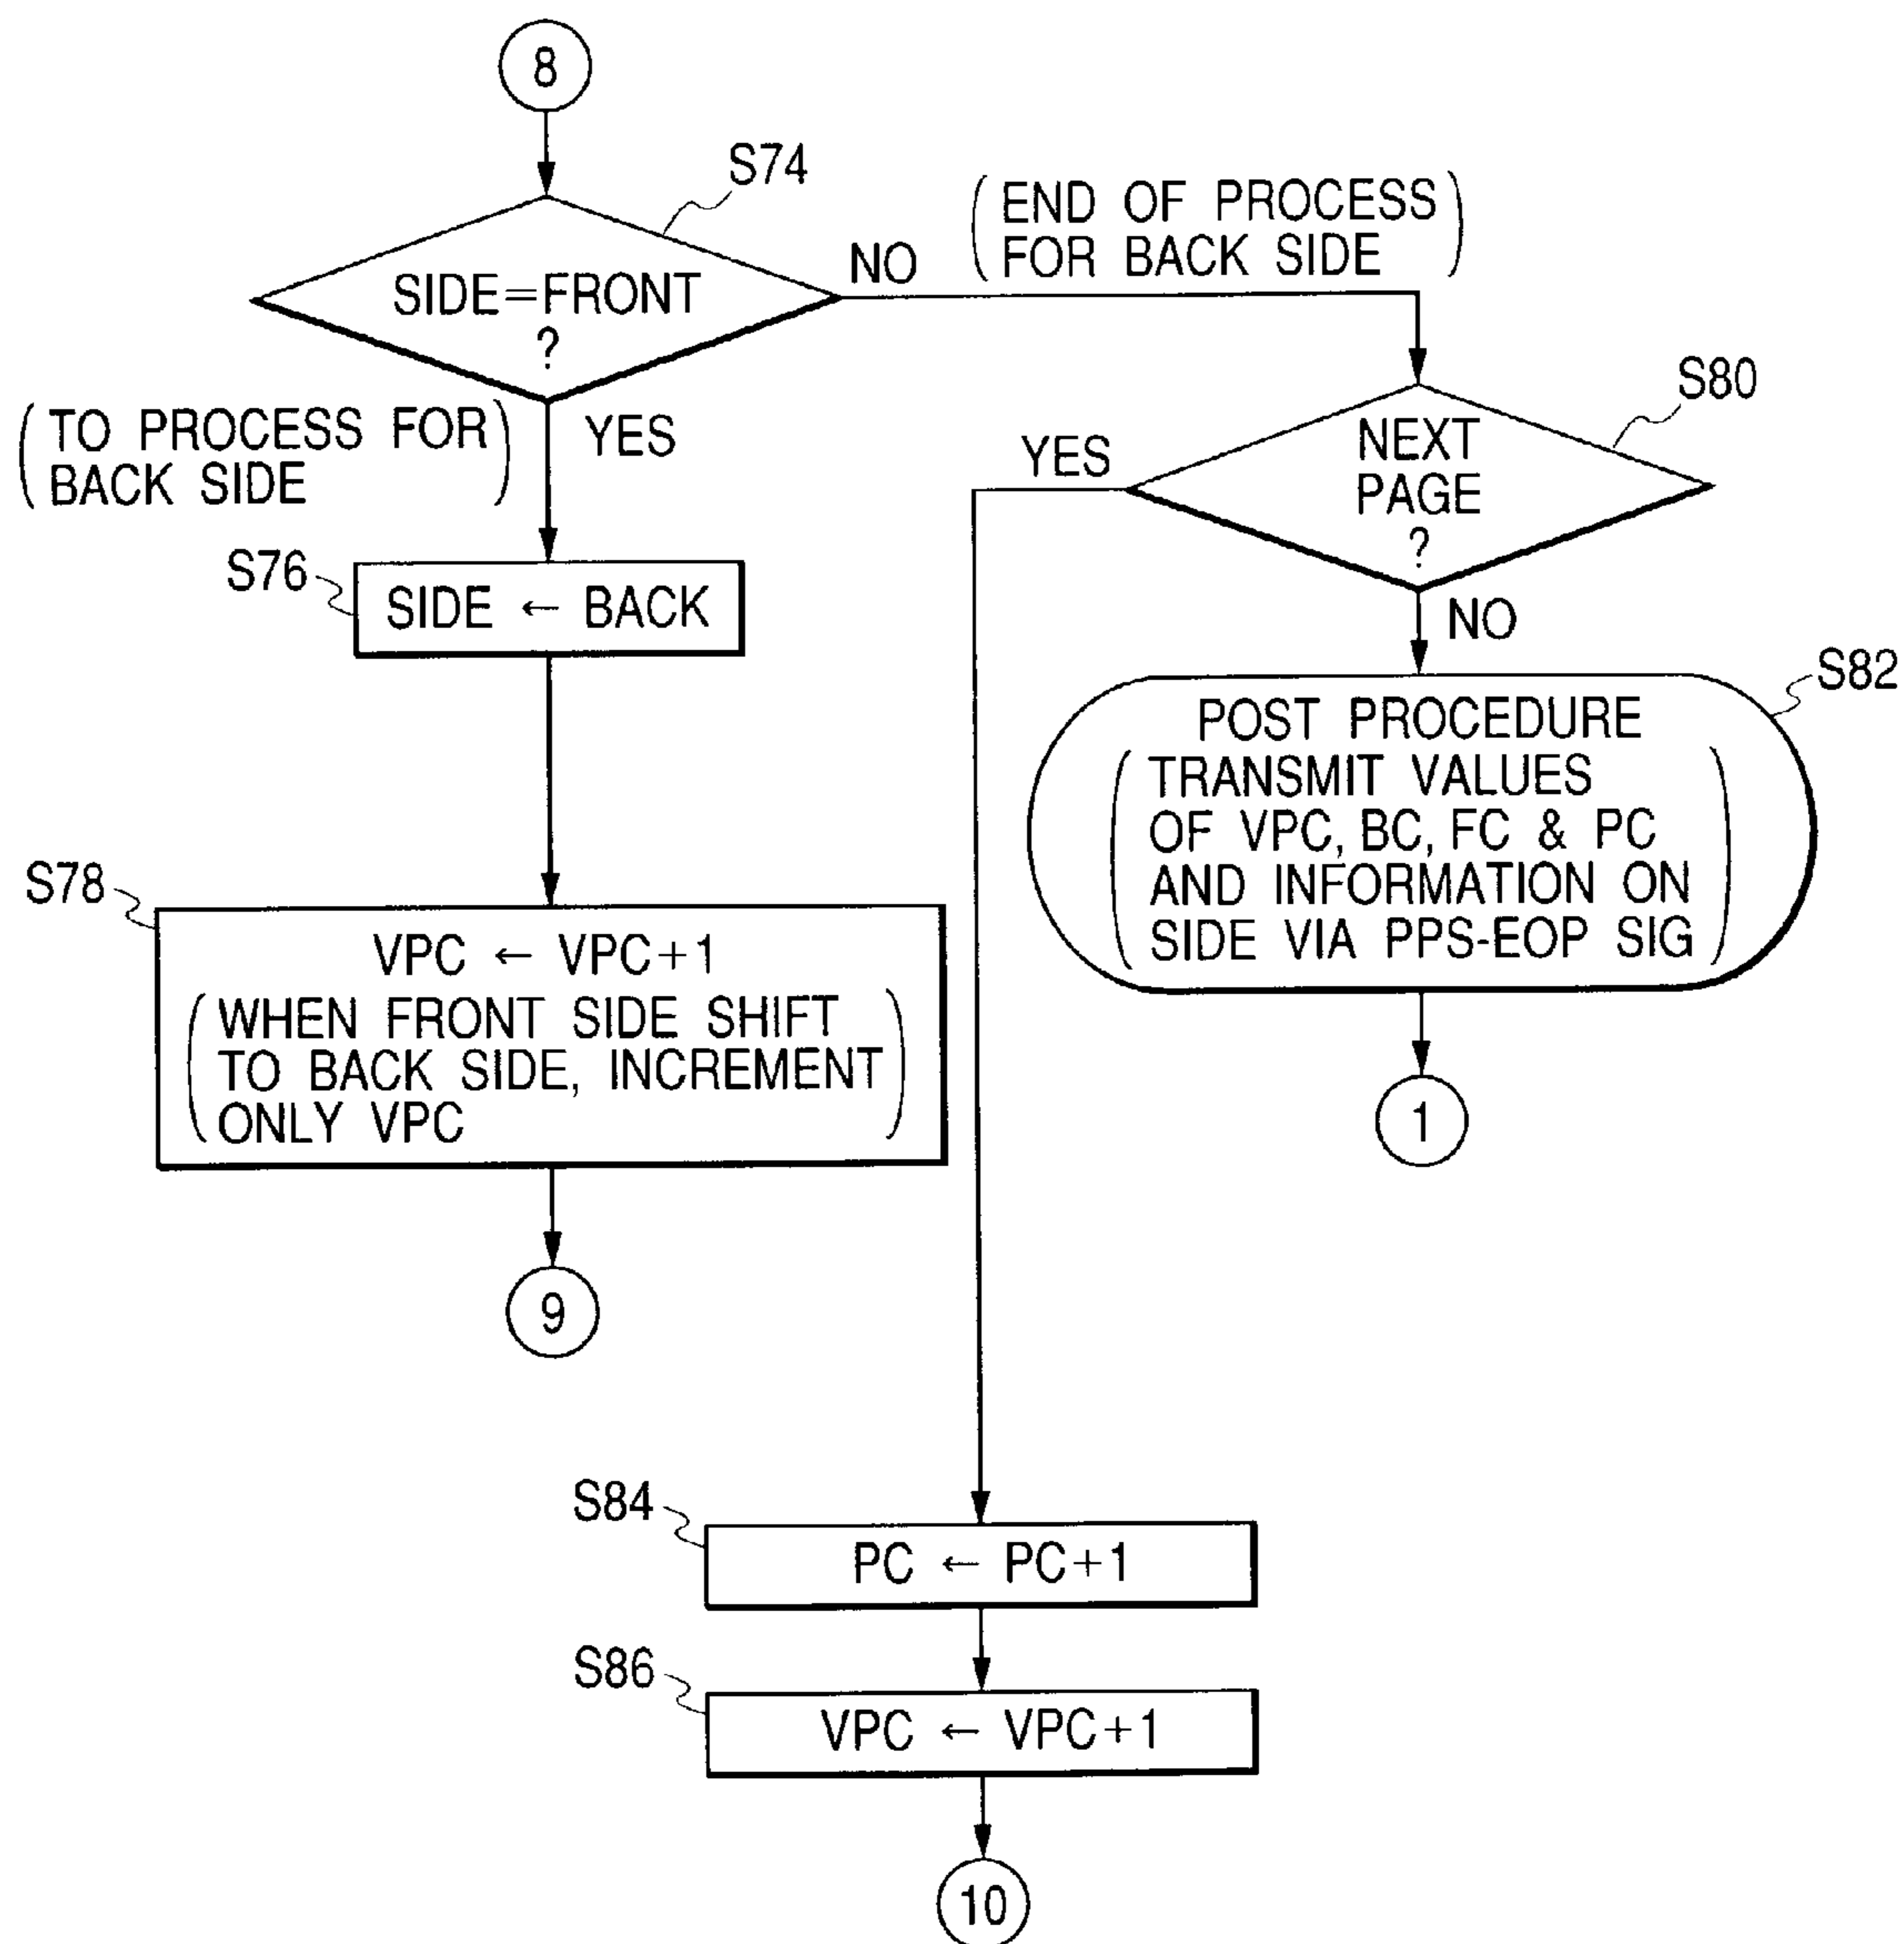 8
S74
SIDE=FRONT
?
NO
(END OF PROCESS
FOR BACK SIDE)
(TO PROCESS FOR
BACK SIDE)
YES
S76
SIDE ← BACK
S78
VPC ← VPC+1
(WHEN FRONT SIDE SHIFT
TO BACK SIDE, INCREMENT
ONLY VPC)
9
S80
NEXT
PAGE
?
YES
NO
S82
POST PROCEDURE
(TRANSMIT VALUES
OF VPC, BC, FC & PC
AND INFORMATION ON
SIDE VIA PPS-EOP SIG)
1
S84
PC ← PC+1
S86
VPC ← VPC+1
10